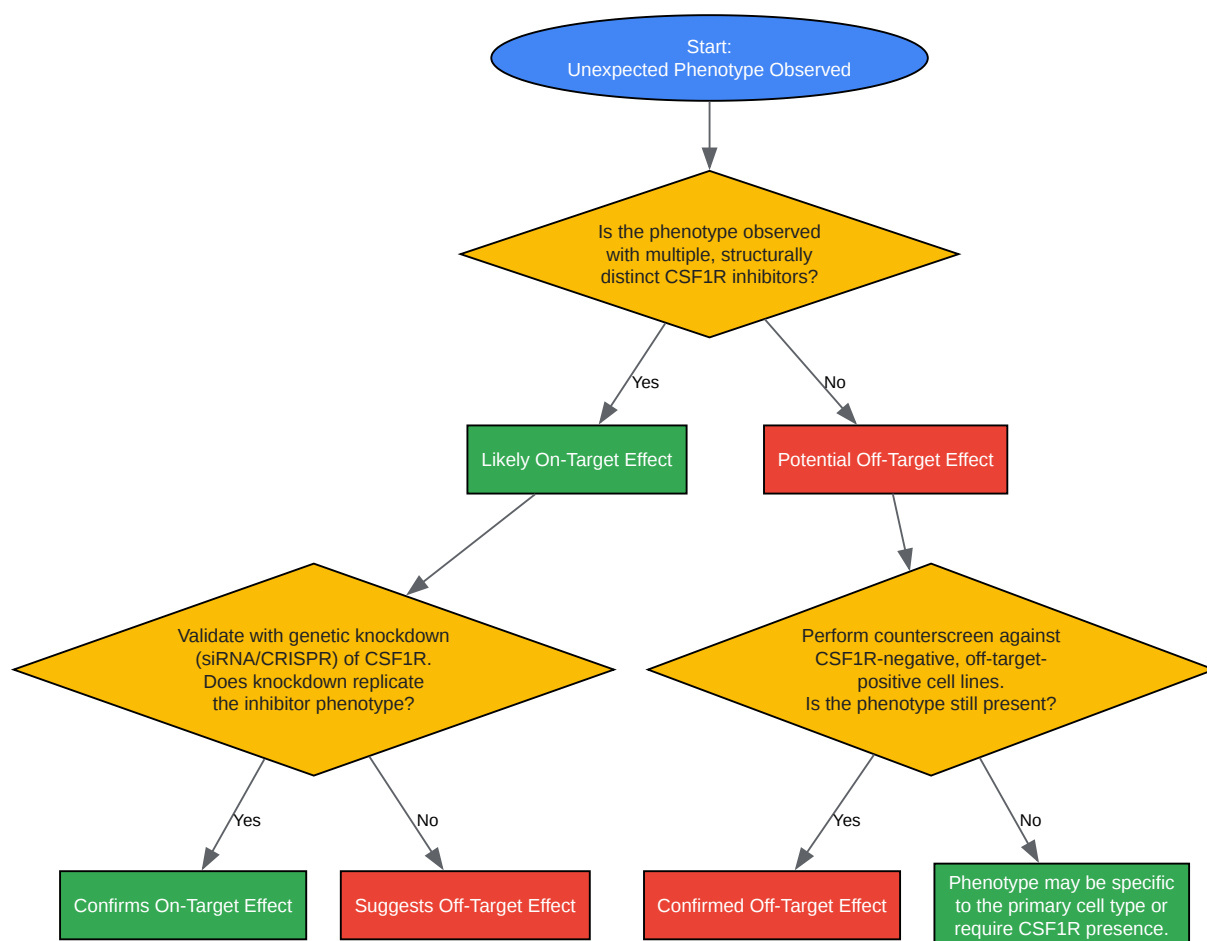 Start:
Unexpected Phenotype Observed
Is the phenotype observed
with multiple, structurally
distinct CSF1R inhibitors?
Yes
No
Likely On-Target Effect
Potential Off-Target Effect
Validate with genetic knockdown
(siRNA/CRISPR) of CSF1R.
Does knockdown replicate
the inhibitor phenotype?
Perform counterscreen against
CSF1R-negative, off-target-
positive cell lines.
Is the phenotype still present?
Yes
No
Yes
No
Confirms On-Target Effect
Suggests Off-Target Effect
Confirmed Off-Target Effect
Phenotype may be specific
to the primary cell type or
require CSF1R presence.